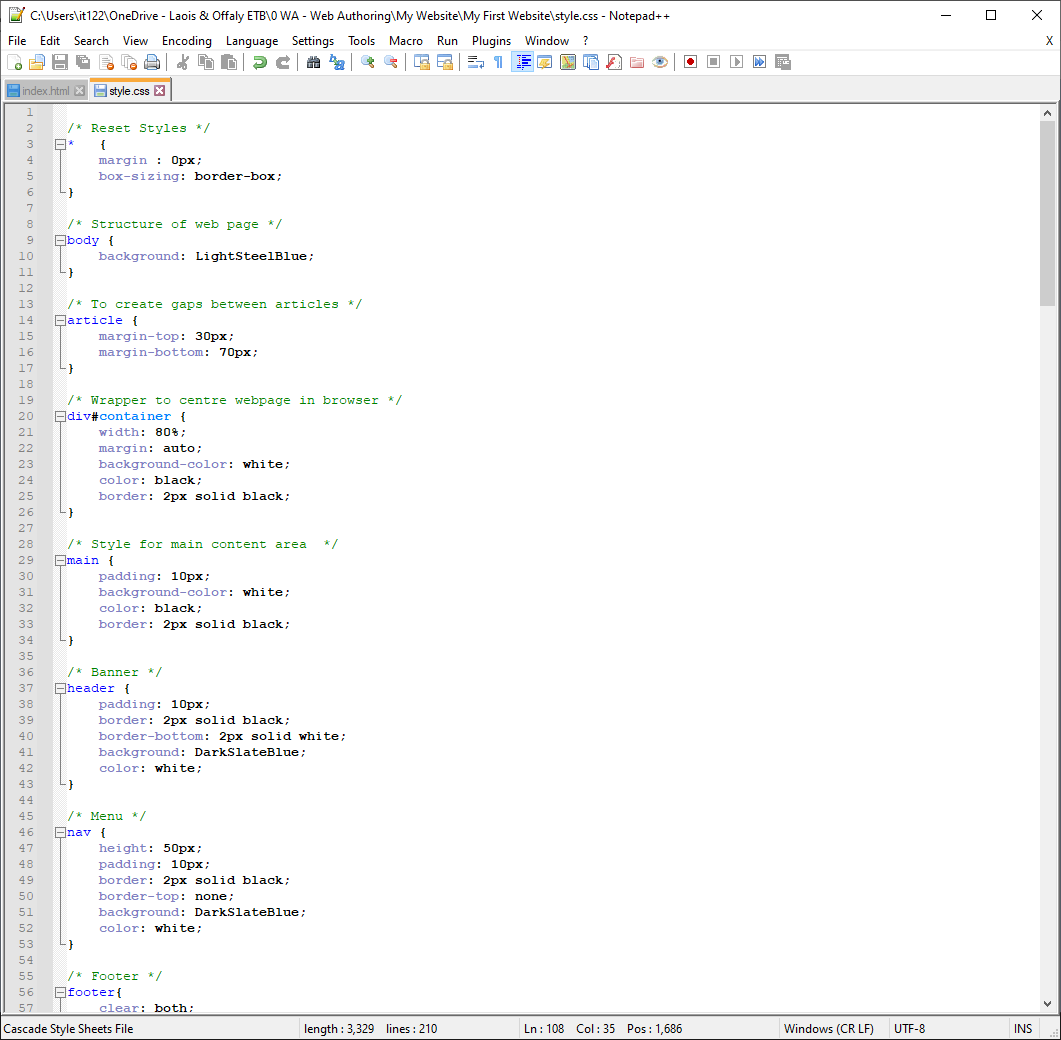 C:\Users\it122\OneDrive - Laois & Offaly ETB\0 WA - Web Authoring\My Website\My First Website\style.css - Notepad++
File Edit Search View Encoding Language Settings Tools Macro Run Plugins Window ? X
index.html style.css
1
2 /* Reset Styles */
3 * {
4 margin : 0px;
5 box-sizing: border-box;
6 }
7
8 /* Structure of web page */
9 body {
10 background: LightSteelBlue;
11 }
12
13 /* To create gaps between articles */
14 article {
15 margin-top: 30px;
16 margin-bottom: 70px;
17 }
18
19 /* Wrapper to centre webpage in browser */
20 div#container {
21 width: 80%;
22 margin: auto;
23 background-color: white;
24 color: black;
25 border: 2px solid black;
26 }
27
28 /* Style for main content area  */
29 main {
30 padding: 10px;
31 background-color: white;
32 color: black;
33 border: 2px solid black;
34 }
35
36 /* Banner */
37 header {
38 padding: 10px;
39 border: 2px solid black;
40 border-bottom: 2px solid white;
41 background: DarkSlateBlue;
42 color: white;
43 }
44
45 /* Menu */
46 nav {
47 height: 50px;
48 padding: 10px;
49 border: 2px solid black;
50 border-top: none;
51 background: DarkSlateBlue;
52 color: white;
53 }
54
55 /* Footer */
56 footer{
57 clear: both;
Cascade Style Sheets File length : 3,329 lines : 210 Ln : 108 Col : 35 Pos : 1,686 Windows (CR LF) UTF-8 INS